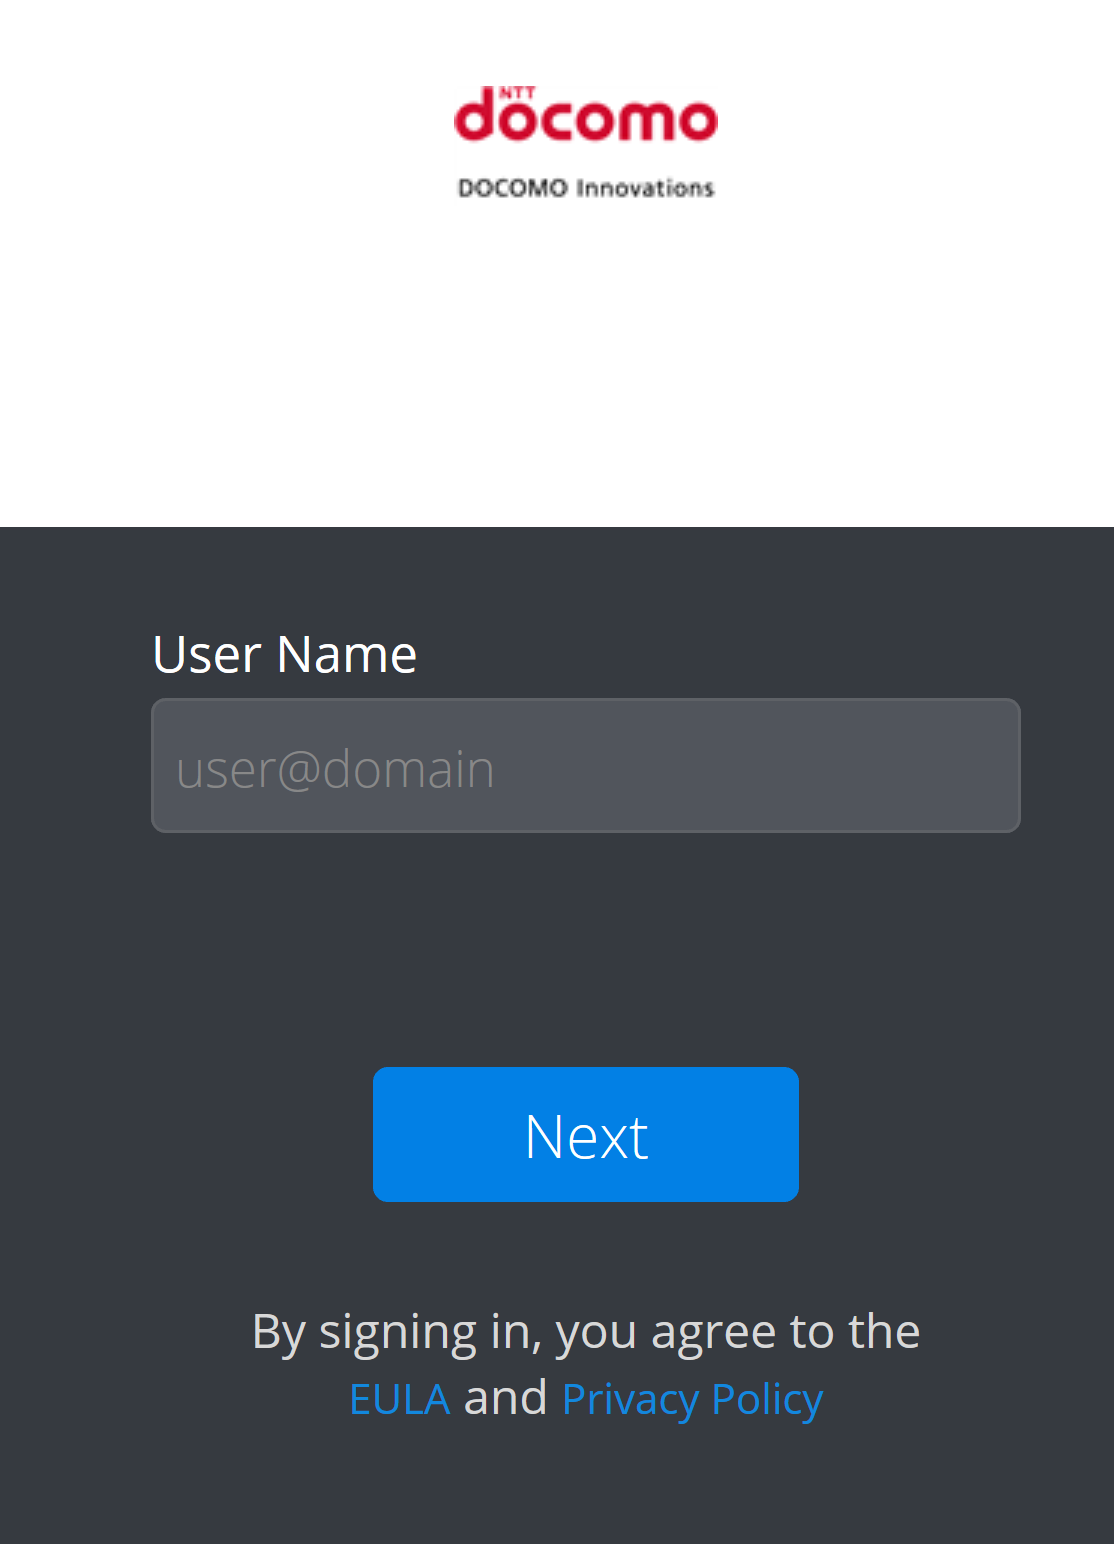 NTT
docomo
DOCOMO Innovations
User Name
user@domain
Next
By signing in, you agree to the
EULA and Privacy Policy